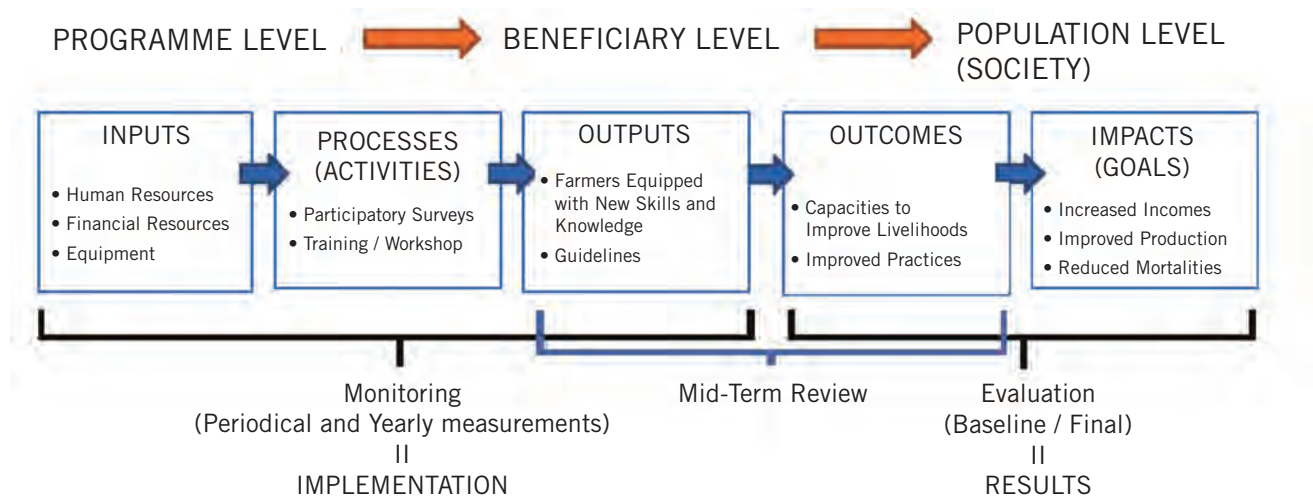 PROGRAMME LEVEL
BENEFICIARY LEVEL
POPULATION LEVEL
(SOCIETY)
INPUTS
• Human Resources
• Financial Resources
• Equipment
PROCESSES
(ACTIVITIES)
• Participatory Surveys
• Training / Workshop
OUTPUTS
• Farmers Equipped
with New Skills and
Knowledge
• Guidelines
OUTCOMES
• Capacities to
Improve Livelihoods
• Improved Practices
IMPACTS
(GOALS)
• Increased Incomes
• Improved Production
• Reduced Mortalities
Monitoring
(Periodical and Yearly measurements)
=
IMPLEMENTATION
Mid-Term Review
Evaluation
(Baseline / Final)
=
RESULTS